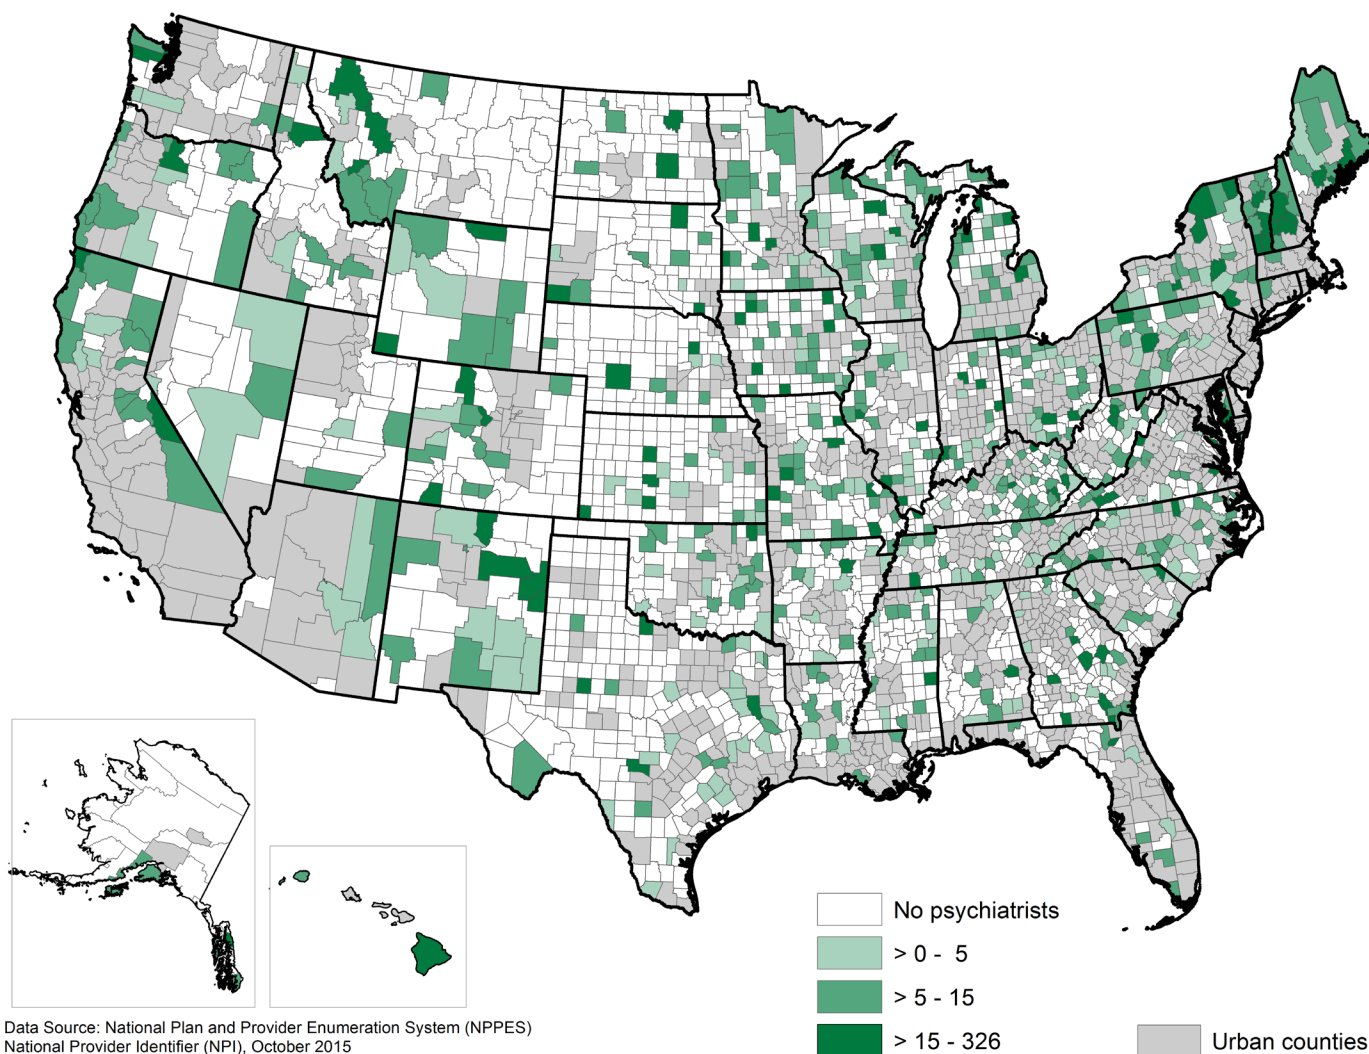 No psychiatrists
> 0 - 5
> 5 - 15
> 15 - 326
Urban counties
Data Source: National Plan and Provider Enumeration System (NPPES)
National Provider Identifier (NPI), October 2015